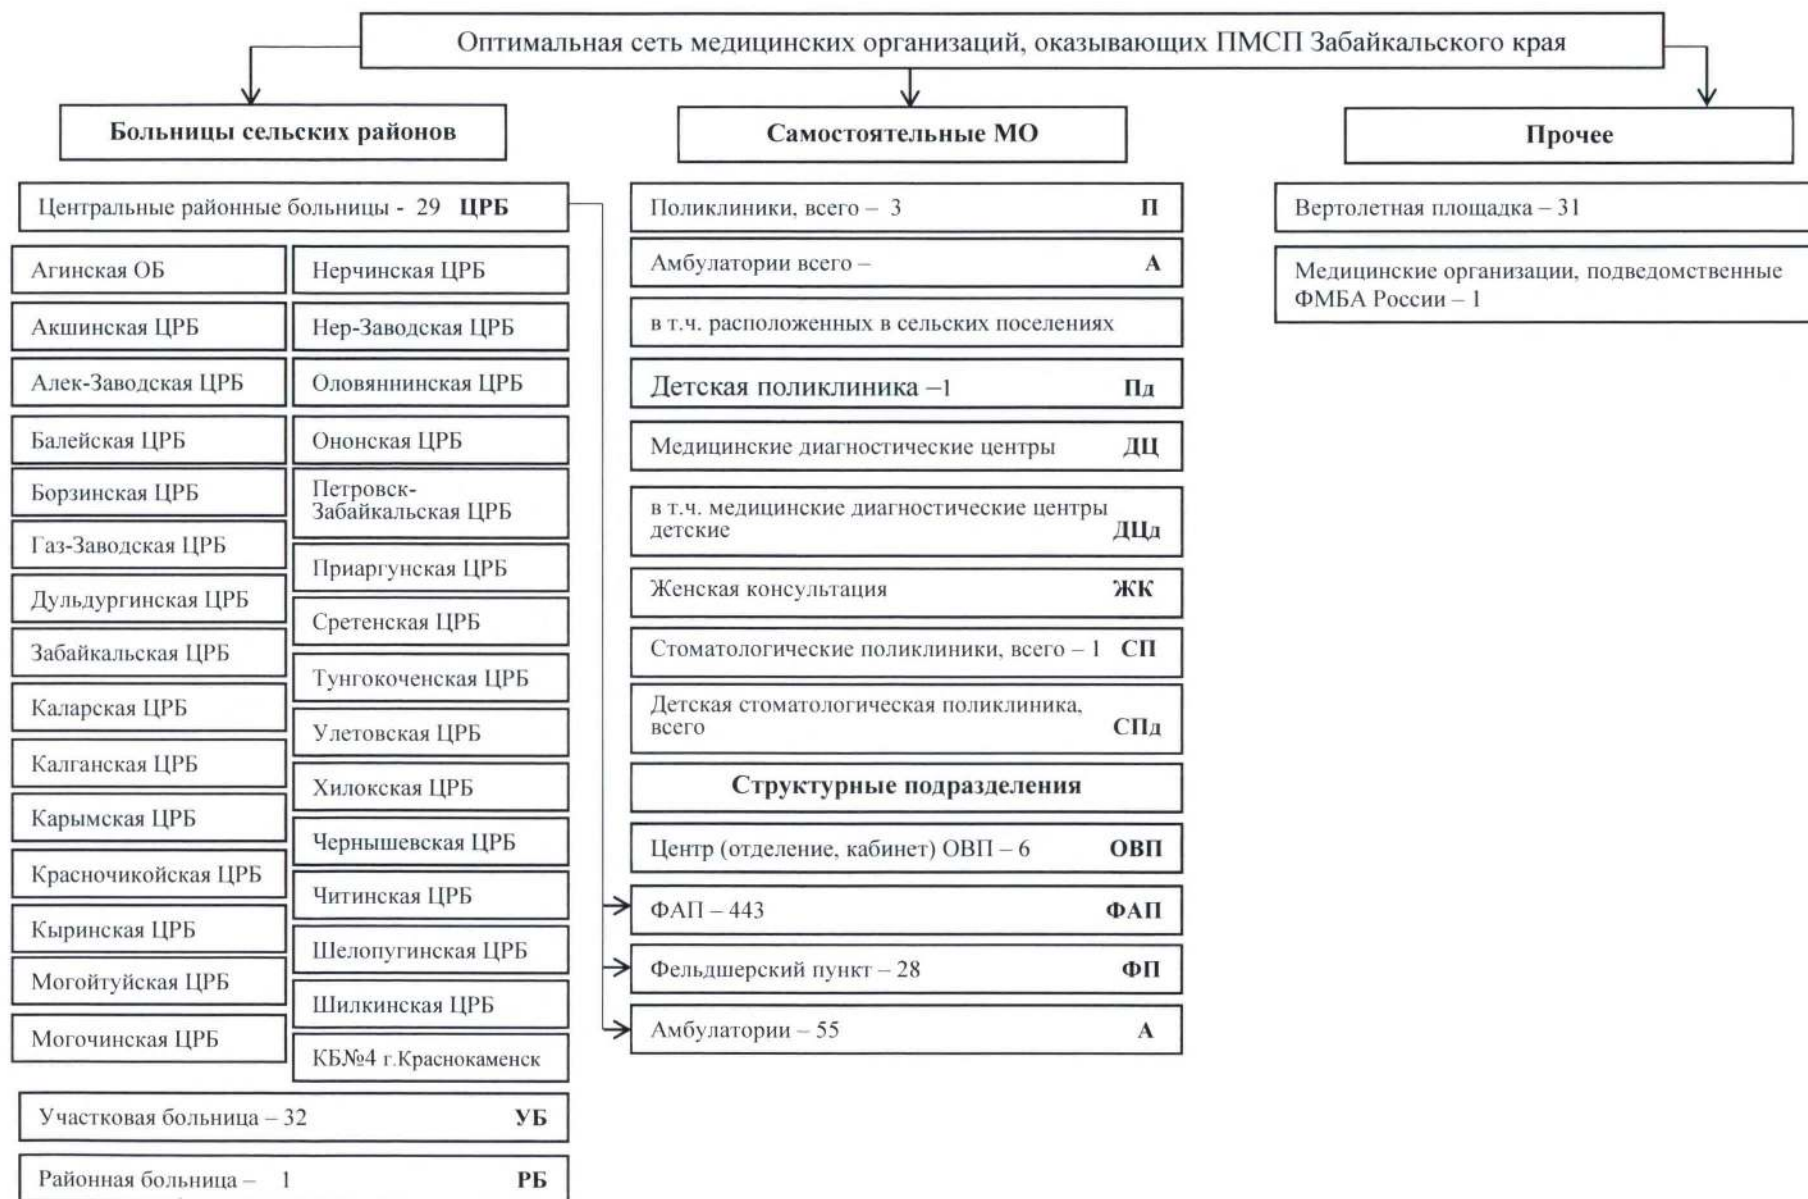 Оптимальная сеть медицинских организаций, оказывающих ПМСП Забайкальского края
Больницы сельских районов
Центральные районные больницы - 29 ЦРБ
Агинская ОБ
Акшинская ЦРБ
Алек-Заводская ЦРБ
Балейская ЦРБ
Борзинская ЦРБ
Газ-Заводская ЦРБ
Дульдургинская ЦРБ
Забайкальская ЦРБ
Каларская ЦРБ
Калганская ЦРБ
Карымская ЦРБ
Красночикойская ЦРБ
Кыринская ЦРБ
Могойтуйская ЦРБ
Могочинская ЦРБ
Нерчинская ЦРБ
Нер-Заводская ЦРБ
Оловяннинская ЦРБ
Ононская ЦРБ
Петровск-
Забайкальская ЦРБ
Приаргунская ЦРБ
Сретенская ЦРБ
Тунгокоченская ЦРБ
Улетовская ЦРБ
Хилокская ЦРБ
Чернышевская ЦРБ
Читинская ЦРБ
Шелопугинская ЦРБ
Шилкинская ЦРБ
КБ№4 г.Краснокаменск
Участковая больница – 32 УБ
Районная больница – 1 РБ
Самостоятельные МО
Поликлиники, всего – 3 П
Амбулатории всего – А
в т.ч. расположенных в сельских поселениях
Детская поликлиника –1 Пд
Медицинские диагностические центры ДЦ
в т.ч. медицинские диагностические центры
детские ДЦд
Женская консультация ЖК
Стоматологические поликлиники, всего – 1 СП
Детская стоматологическая поликлиника,
всего СПд
Структурные подразделения
Центр (отделение, кабинет) ОВП – 6 ОВП
ФАП – 443 ФАП
Фельдшерский пункт – 28 ФП
Амбулатории – 55 А
Прочее
Вертолетная площадка – 31
Медицинские организации, подведомственные
ФМБА России – 1